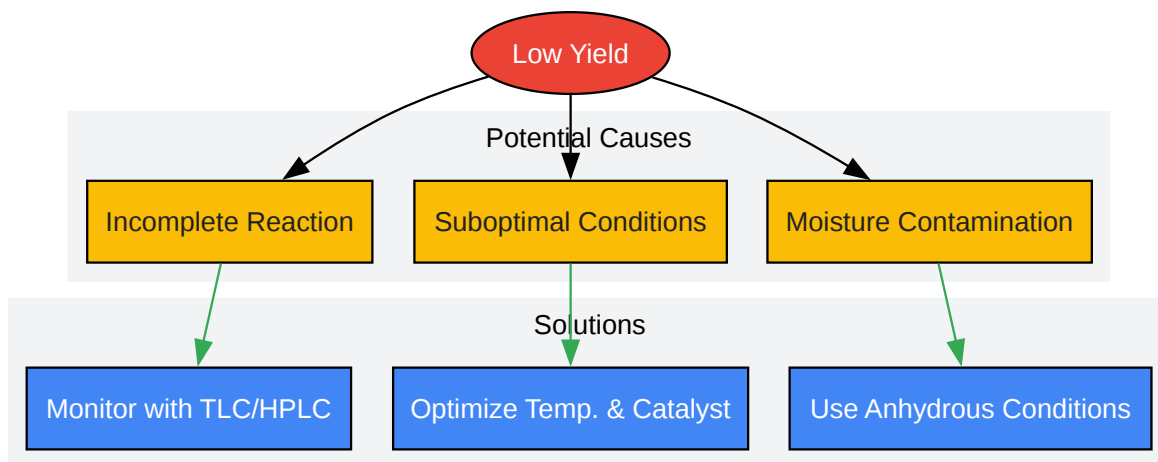 Low Yield
Potential Causes
Incomplete Reaction
Suboptimal Conditions
Moisture Contamination
Solutions
Monitor with TLC/HPLC
Optimize Temp. & Catalyst
Use Anhydrous Conditions